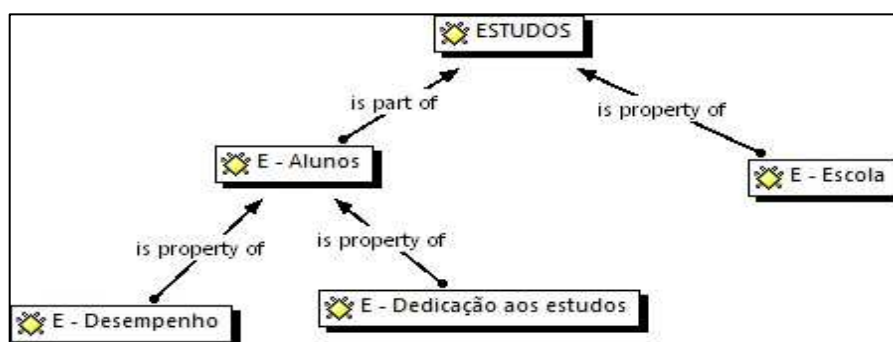 ESTUDOS
is part of
is property of
E - Alunos
E - Escola
is property of
is property of
E - Desempenho
E - Dedicação aos estudos